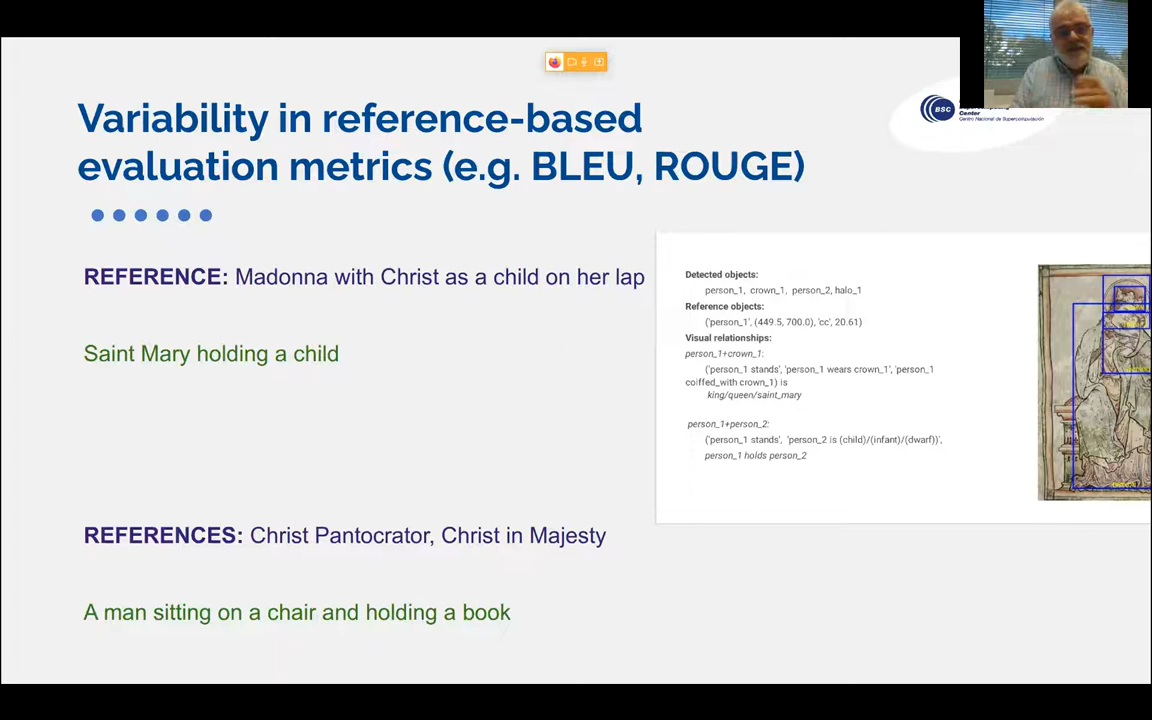 BSC
Center
Centro Nacional de Supercomputación
Variability in reference-based
evaluation metrics (e.g. BLEU, ROUGE)
REFERENCE: Madonna with Christ as a child on her lap
Saint Mary holding a child
REFERENCES: Christ Pantocrator, Christ in Majesty
A man sitting on a chair and holding a book
Detected objects:
person_1, crown_1, person_2, halo_1
Reference objects:
('person_1', (449.5, 700.0), 'cc', 20.61)
Visual relationships:
person_1+crown_1:
('person_1 stands', 'person_1 wears crown_1', 'person_1
coiffed_with crown_1) is
king/queen/saint_mary
person_1+person_2:
('person_1 stands', 'person_2 is (child)/(infant)/(dwarf))',
person_1 holds person_2